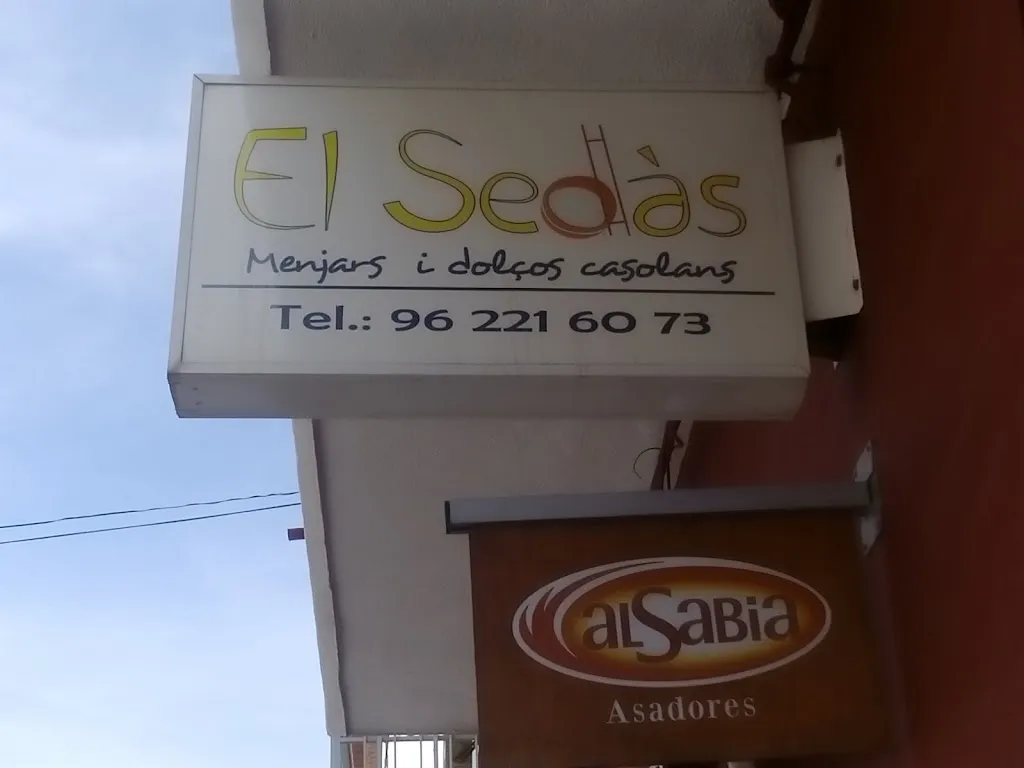 El Sedàs
Menjars i dolços casolans
Tel.: 96 221 60 73
alSabia
Asadores